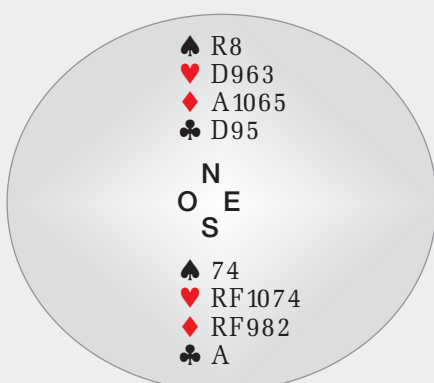 ♠ R8
♥ D963
♦ A1065
♣ D95
N
O E
S
♠ 74
♥ RF1074
♦ RF982
♣ A